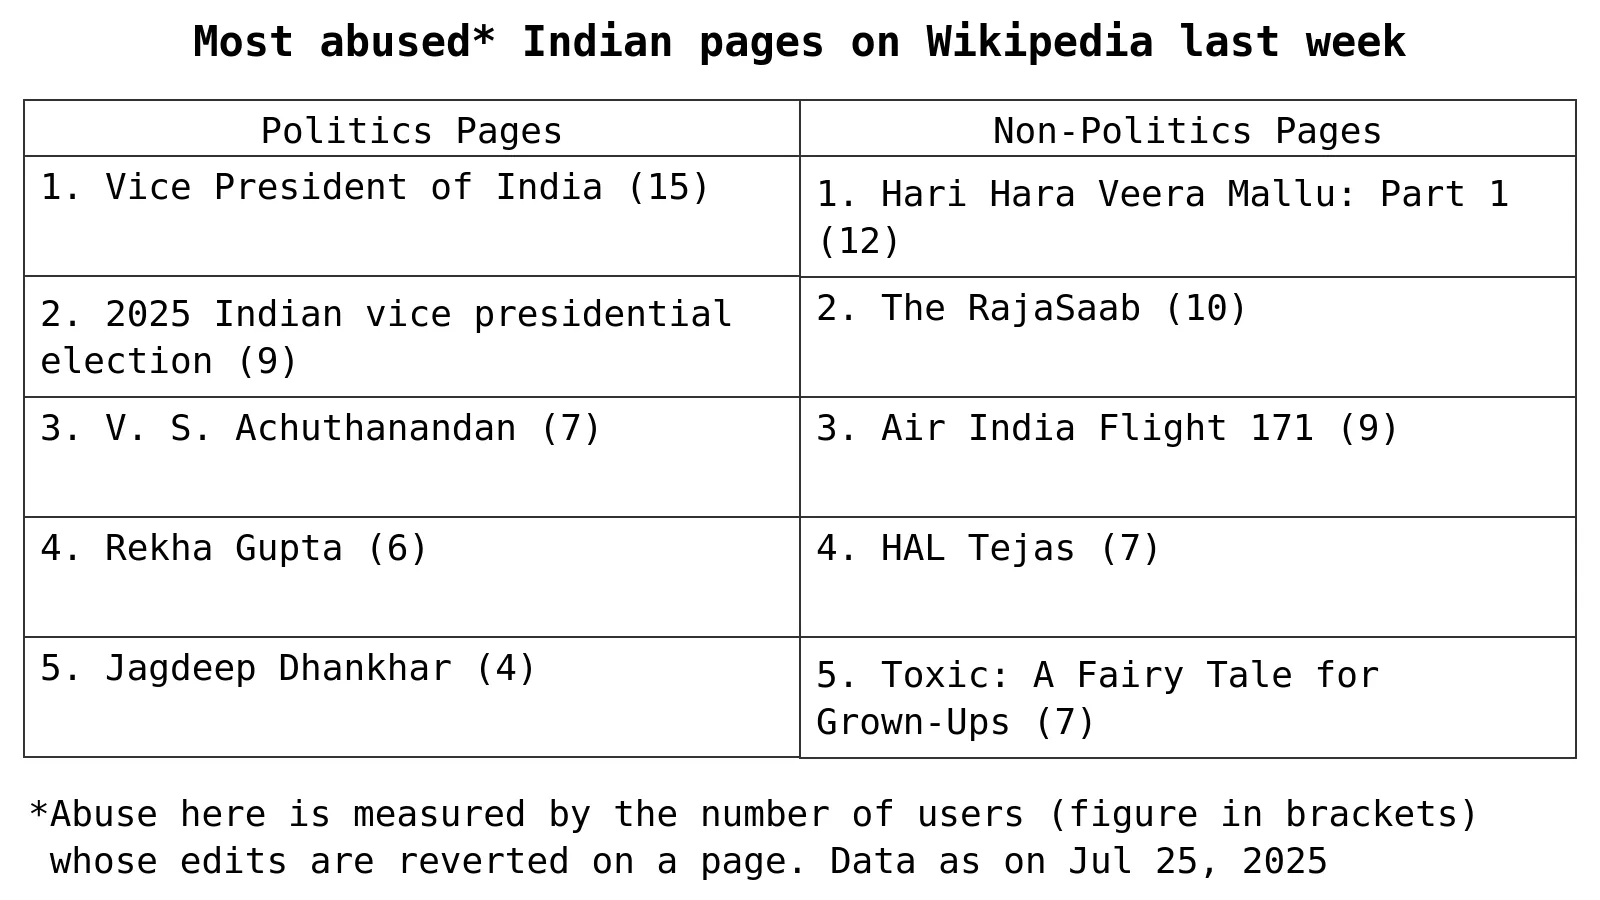 Most abused* Indian pages on Wikipedia last week
Politics Pages
Non-Politics Pages
1. Vice President of India (15)
1. Hari Hara Veera Mallu: Part 1
(12)
2. 2025 Indian vice presidential
election (9)
2. The RajaSaab (10)
3. V. S. Achuthanandan (7)
3. Air India Flight 171 (9)
4. Rekha Gupta (6)
4. HAL Tejas (7)
5. Jagdeep Dhankhar (4)
5. Toxic: A Fairy Tale for
Grown-Ups (7)
*Abuse here is measured by the number of users (figure in brackets)
whose edits are reverted on a page. Data as on Jul 25, 2025